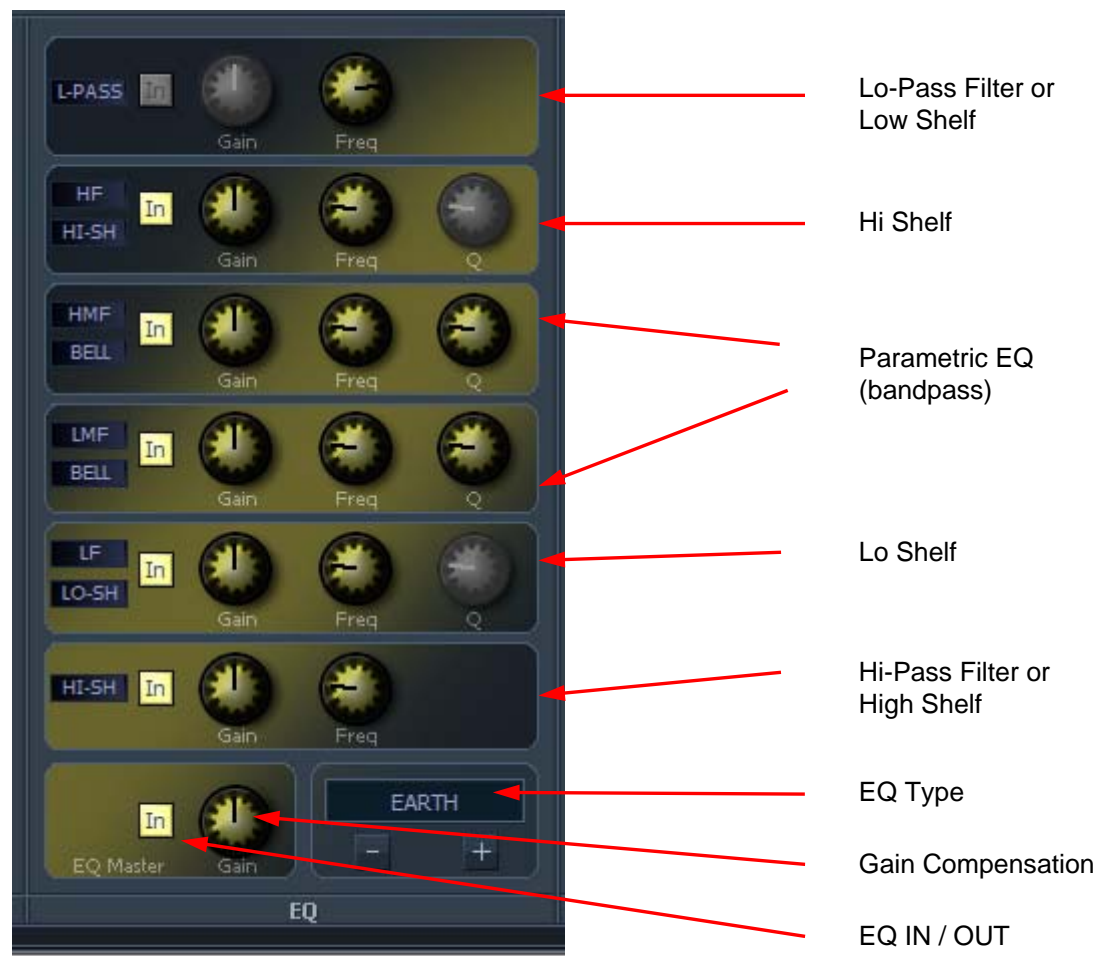 L-PASS In Gain Freq
Lo-Pass Filter or
Low Shelf
HF
HI-SH In Gain Freq Q
Hi Shelf
HMF
BELL In Gain Freq Q
Parametric EQ
(bandpass)
LMF
BELL In Gain Freq Q
LF
LO-SH In Gain Freq Q
Lo Shelf
HI-SH In Gain Freq
Hi-Pass Filter or
High Shelf
In
EQ Master Gain
EARTH
- +
EQ Type
Gain Compensation
EQ IN / OUT
EQ